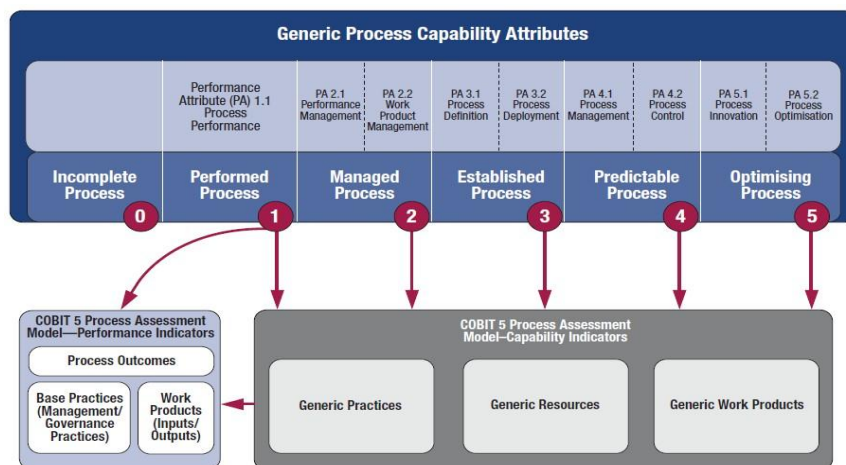 Generic Process Capability Attributes
Performance
Attribute (PA) 1.1
Process
Performance
PA 2.1
Performance
Management
PA 2.2
Work
Product
Management
PA 3.1
Process
Definition
PA 3.2
Process
Deployment
PA 4.1
Process
Management
PA 4.2
Process
Control
PA 5.1
Process
Innovation
PA 5.2
Process
Optimisation
Incomplete
Process
0
Performed
Process
1
Managed
Process
2
Established
Process
3
Predictable
Process
4
Optimising
Process
5
COBIT 5 Process Assessment
Model—Performance Indicators
Process Outcomes
Base Practices
(Management/
Governance
Practices)
Work
Products
(Inputs/
Outputs)
COBIT 5 Process Assessment
Model–Capability Indicators
Generic Practices
Generic Resources
Generic Work Products